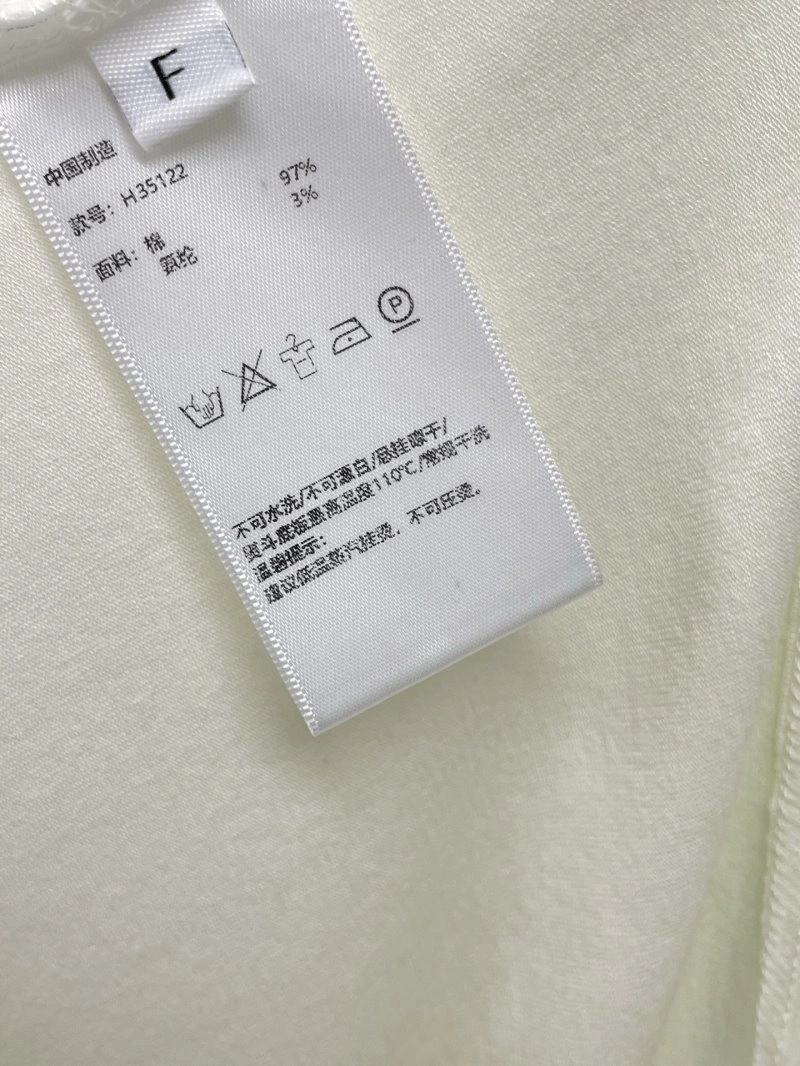 F
中国制造
款号：H35122
面料：棉 97%
氨纶 3%
P
不可水洗/不可漂白/悬挂晾干/
熨斗底板最高温度110℃/常规干洗
温馨提示：
建议低温蒸汽挂烫，不可压烫。